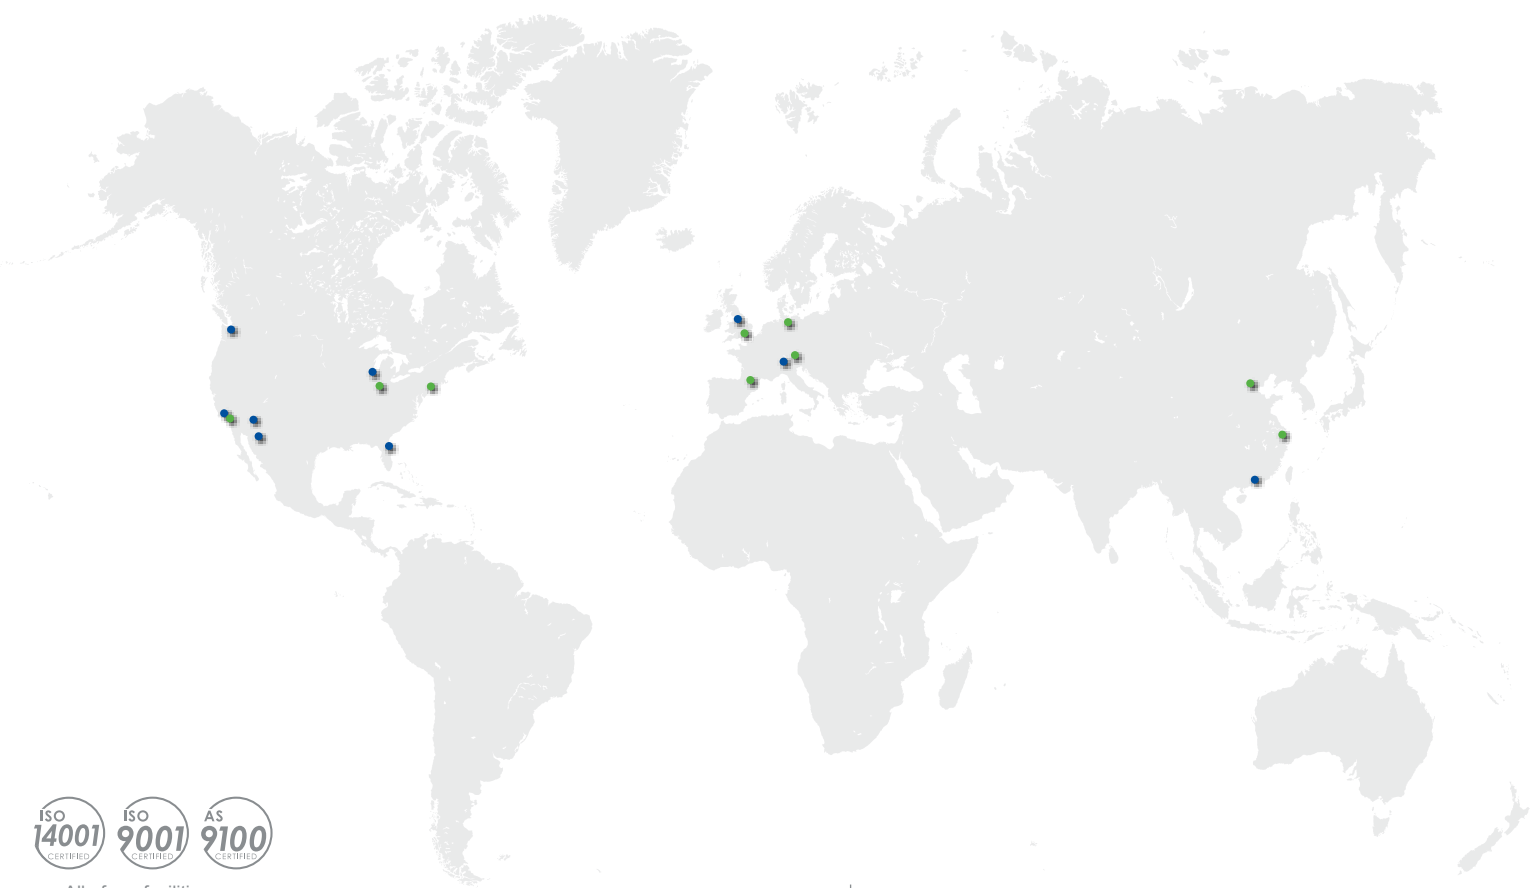 ISO
14001
CERTIFIED
ISO
9001
CERTIFIED
AS
9100
CERTIFIED